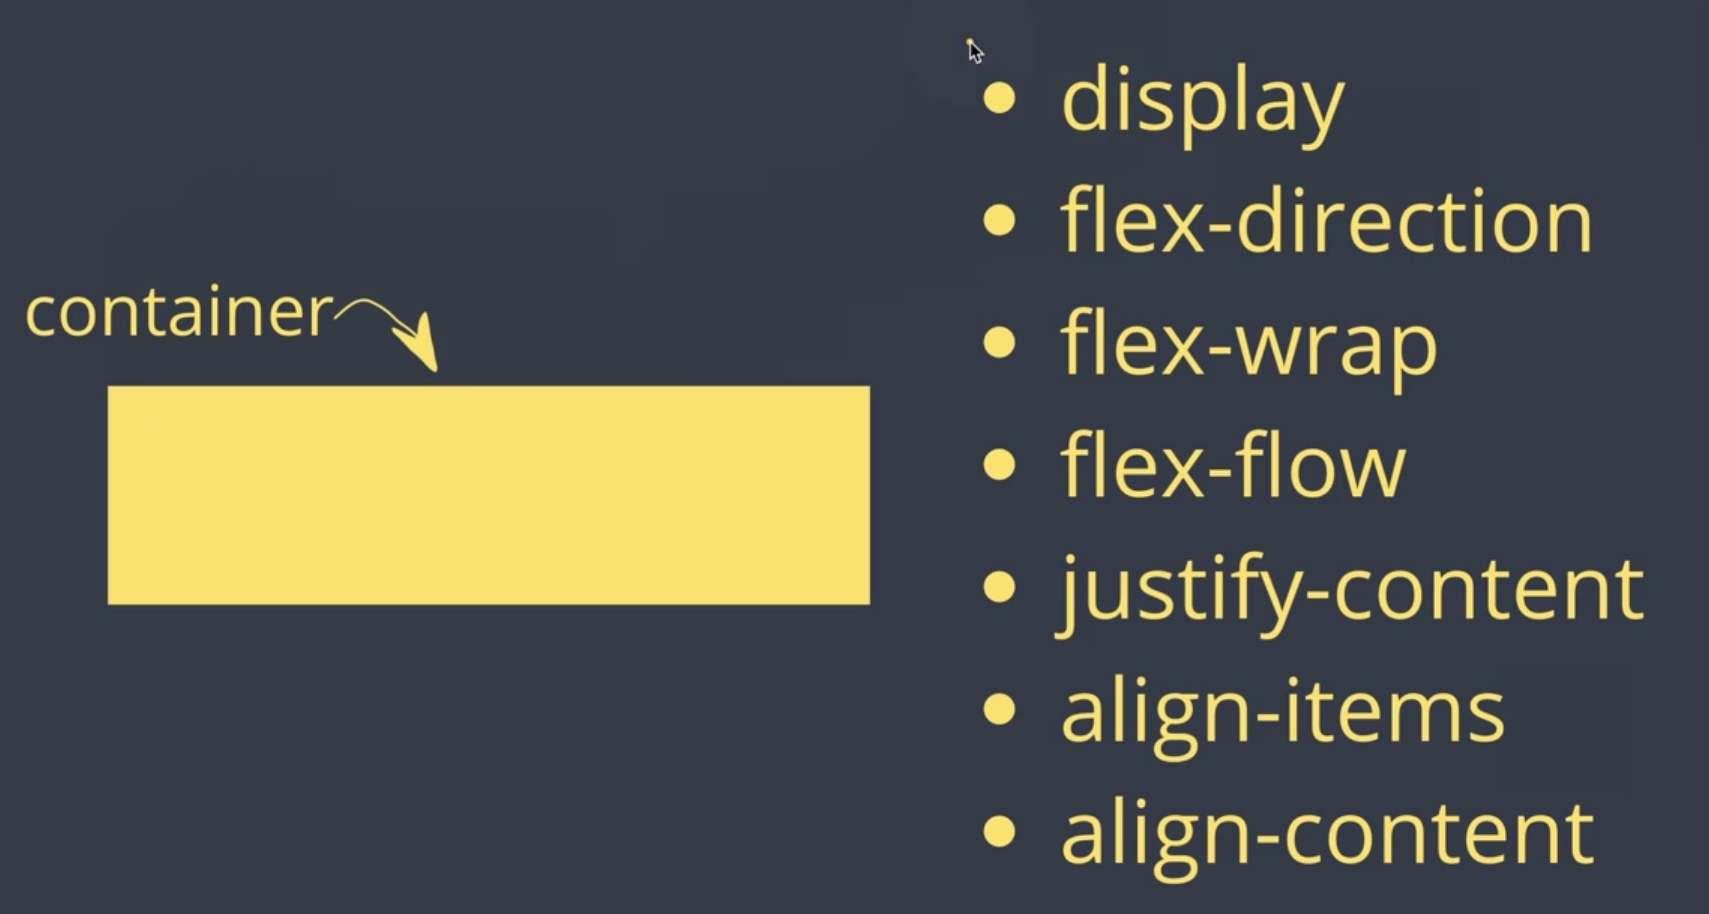 container
display
flex-direction
flex-wrap
flex-flow
justify-content
align-items
align-content